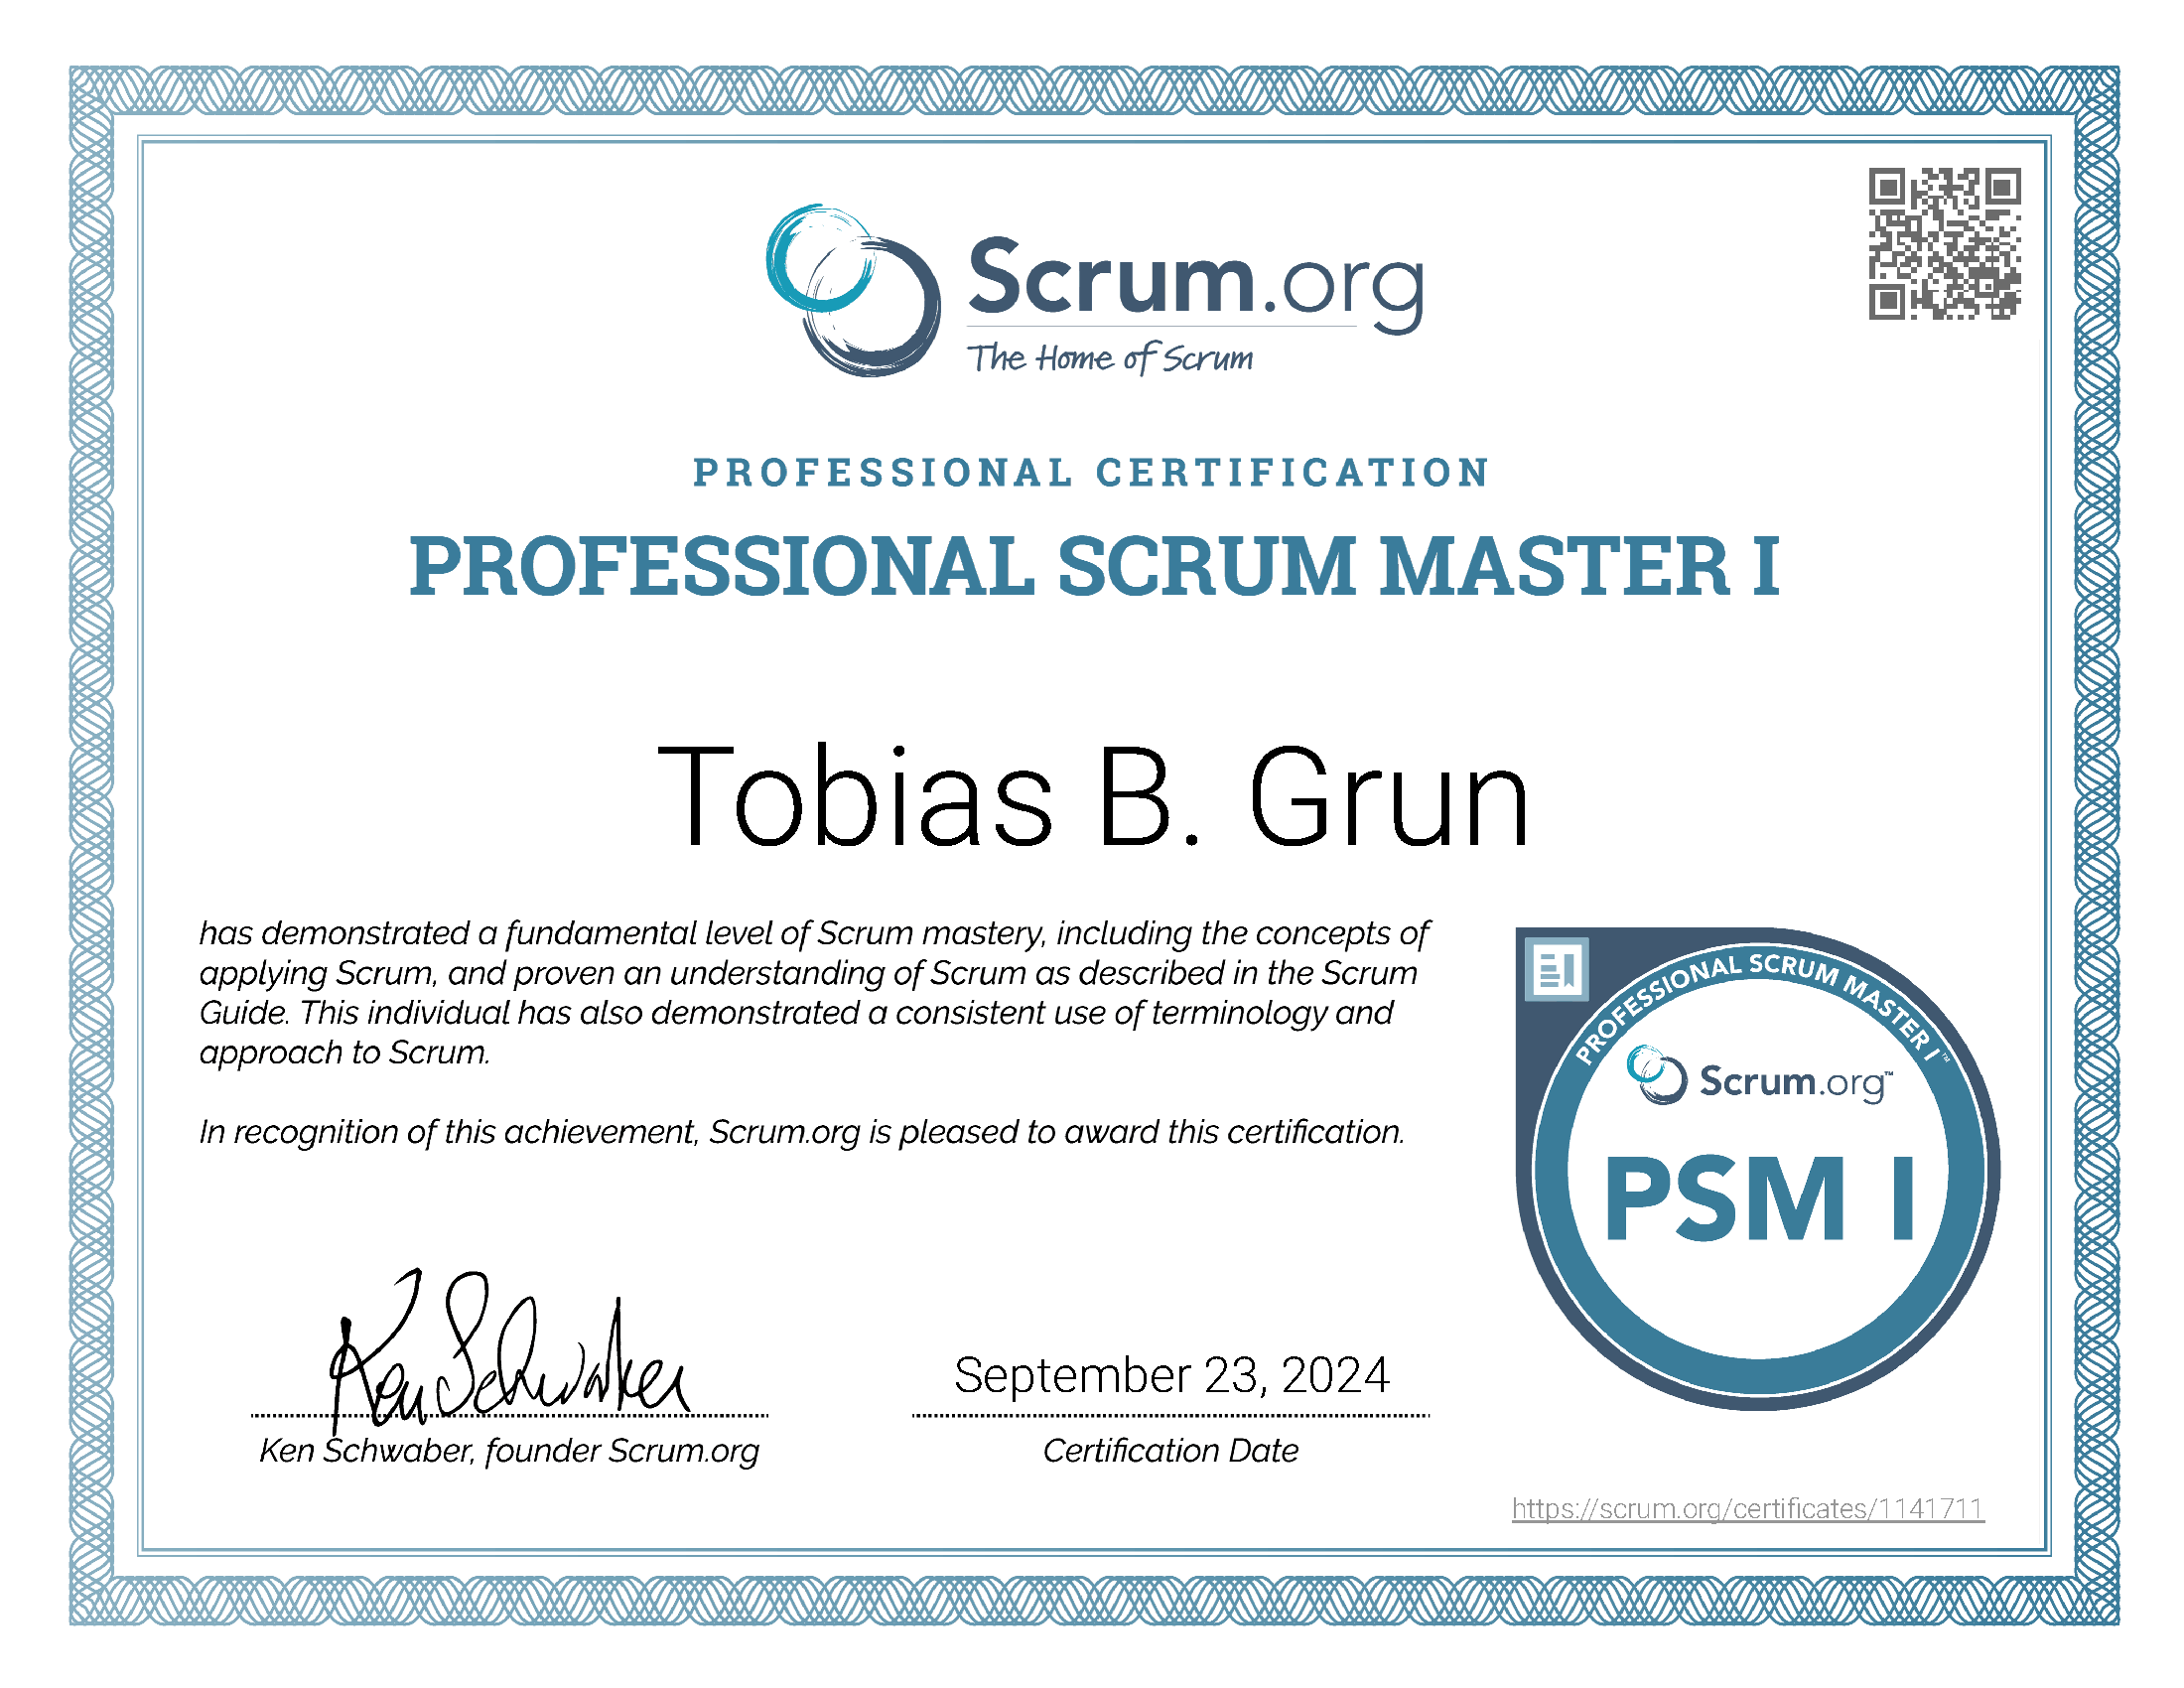 Scrum.org
The Home of Scrum
PROFESSIONAL CERTIFICATION
PROFESSIONAL SCRUM MASTER I
Tobias B. Grun
has demonstrated a fundamental level of Scrum mastery, including the concepts of
applying Scrum, and proven an understanding of Scrum as described in the Scrum
Guide. This individual has also demonstrated a consistent use of terminology and
approach to Scrum.
In recognition of this achievement, Scrum.org is pleased to award this certification.
PROFESSIONAL SCRUM MASTER I™
Scrum.org™
PSM I
Ken Schwaber
Ken Schwaber, founder Scrum.org
September 23, 2024
Certification Date
https://scrum.org/certificates/1141711